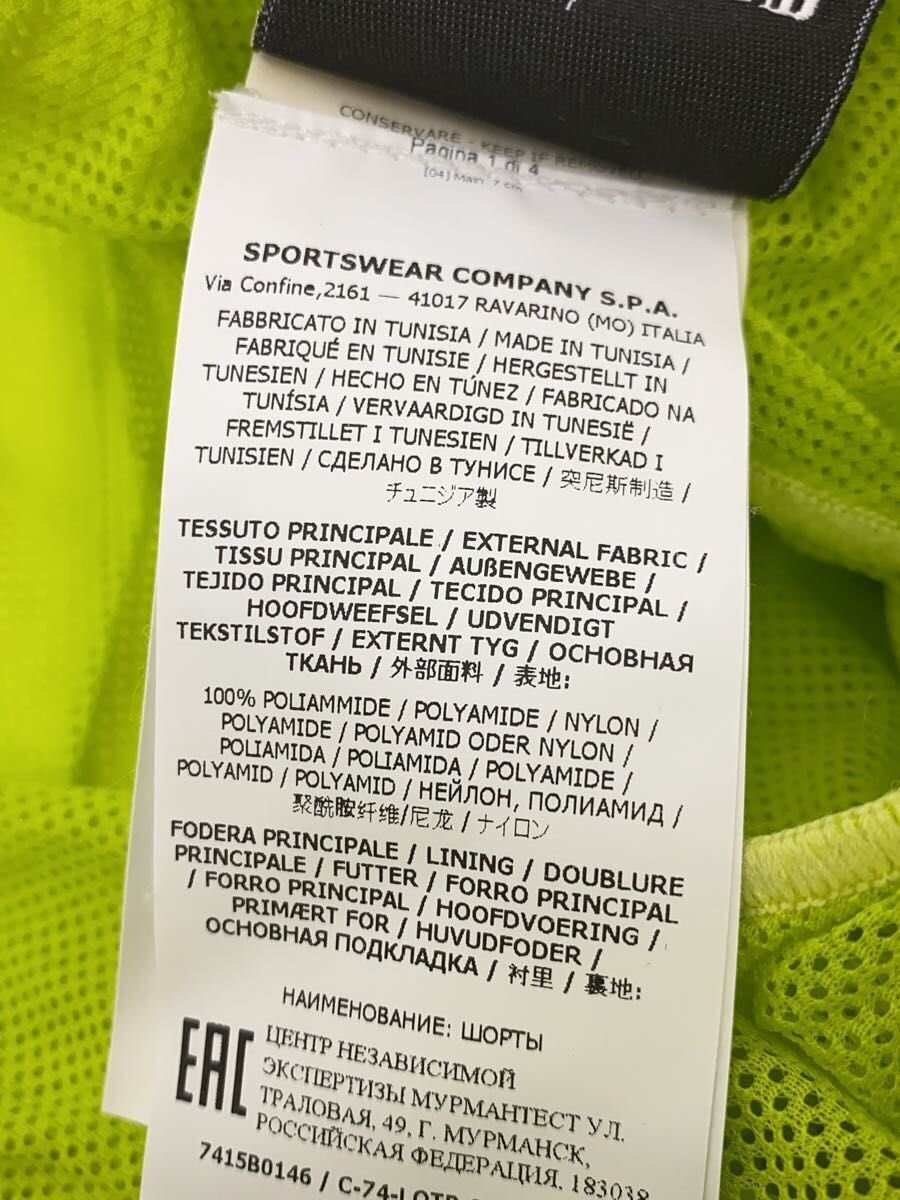 CONSERVARE - KEEP IF
Pagina 1 di 4
[04] Main 7 cm
SPORTSWEAR COMPANY S.P.A.
Via Confine,2161 — 41017 RAVARINO (MO) ITALIA
FABBRICATO IN TUNISIA / MADE IN TUNISIA /
FABRIQUÉ EN TUNISIE / HERGESTELLT IN
TUNESIEN / HECHO EN TÚNEZ / FABRICADO NA
TUNÍSIA / VERVAARDIGD IN TUNESIË /
FREMSTILLET I TUNESIEN / TILLVERKAD I
TUNISIEN / СДЕЛАНО В ТУНИСЕ / 突尼斯制造 /
チュニジア製
TESSUTO PRINCIPALE / EXTERNAL FABRIC /
TISSU PRINCIPAL / AUßENGEWEBE /
TEJIDO PRINCIPAL / TECIDO PRINCIPAL /
HOOFDWEEFSEL / UDVENDIGT
TEKSTILSTOF / EXTERNT TYG / ОСНОВНАЯ
ТКАНЬ / 外部面料 / 表地:
100% POLIAMMIDE / POLYAMIDE / NYLON /
POLYAMIDE / POLYAMID ODER NYLON /
POLIAMIDA / POLIAMIDA / POLYAMIDE /
POLYAMID / POLYAMID / НЕЙЛОН, ПОЛИАМИД /
聚酰胺纤维/尼龙 / ナイロン
FODERA PRINCIPALE / LINING / DOUBLURE
PRINCIPALE / FUTTER / FORRO PRINCIPAL
/ FORRO PRINCIPAL / HOOFDVOERING /
PRIMÆRT FOR / HUVUDFODER /
ОСНОВНАЯ ПОДКЛАДКА / 衬里 / 裏地:
НАИМЕНОВАНИЕ: ШОРТЫ
EAC
ЦЕНТР НЕЗАВИСИМОЙ
ЭКСПЕРТИЗЫ МУРМАНТЕСТ УЛ.
ТРАЛОВАЯ, 49, Г. МУРМАНСК,
РОССИЙСКАЯ ФЕДЕРАЦИЯ, 183038
7415B0146 / C-74-LOTR